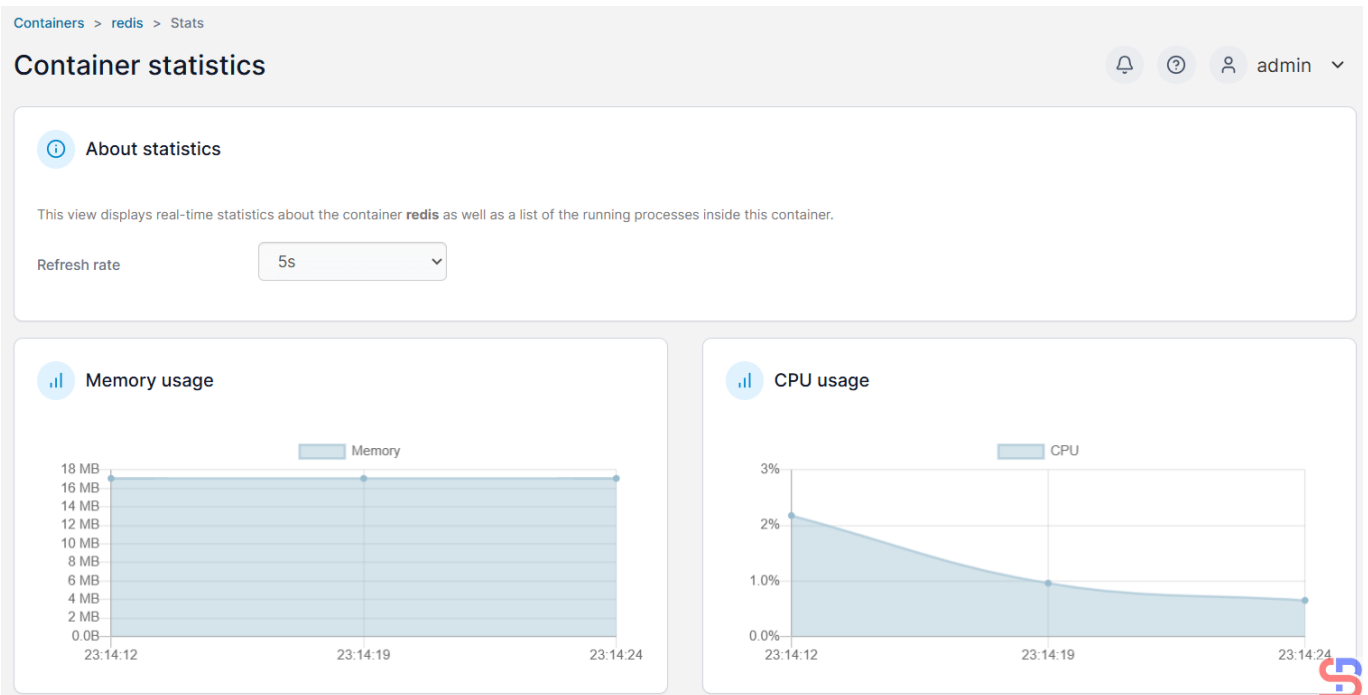 Containers > redis > Stats
Container statistics
admin
About statistics
This view displays real-time statistics about the container redis as well as a list of the running processes inside this container.
Refresh rate
5s
Memory usage
Memory
18 MB
16 MB
14 MB
12 MB
10 MB
8 MB
6 MB
4 MB
2 MB
0.0B
23:14:12 23:14:19 23:14:24
CPU usage
CPU
3%
2%
1.0%
0.0%
23:14:12 23:14:19 23:14:24